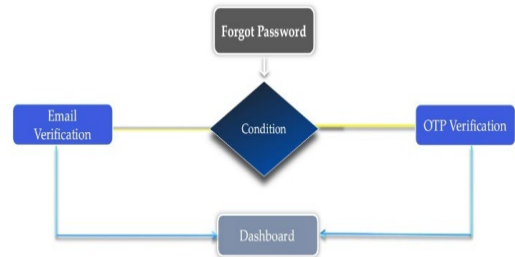 Forgot Password
Email
Verification
Condition
OTP Verification
Dashboard